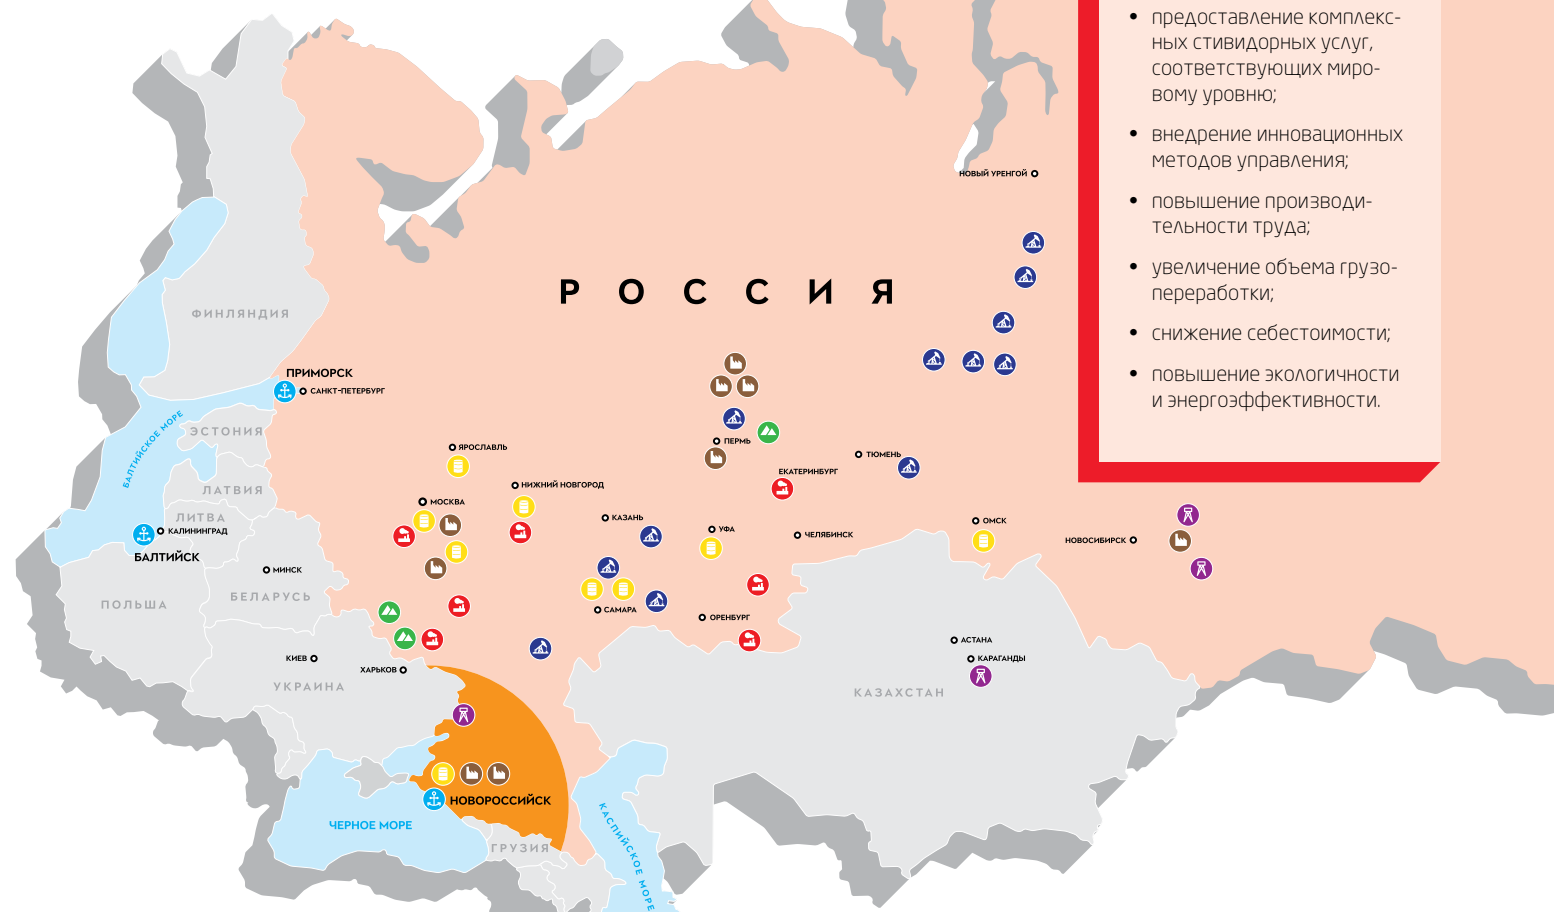 • предоставление комплекс-
ных стивидорных услуг,
соответствующих миро-
вому уровню;
• внедрение инновационных
методов управления;
• повышение производи-
тельности труда;
• увеличение объема грузо-
переработки;
• снижение себестоимости;
• повышение экологичности
и энергоэффективности.
НОВЫЙ УРЕНГОЙ
РОССИЯ
ФИНЛЯНДИЯ
ПРИМОРСК
САНКТ-ПЕТЕРБУРГ
БАЛТИЙСКОЕ МОРЕ
ЭСТОНИЯ
ЛАТВИЯ
ЛИТВА
КАЛИНИНГРАД
БАЛТИЙСК
ПОЛЬША
МИНСК
БЕЛАРУСЬ
ЯРОСЛАВЛЬ
МОСКВА
НИЖНИЙ НОВГОРОД
КАЗАНЬ
ПЕРМЬ
ЕКАТЕРИНБУРГ
ТЮМЕНЬ
УФА
ЧЕЛЯБИНСК
ОМСК
НОВОСИБИРСК
САМАРА
ОРЕНБУРГ
КИЕВ
ХАРЬКОВ
УКРАИНА
АСТАНА
КАРАГАНДЫ
КАЗАХСТАН
НОВОРОССИЙСК
ЧЕРНОЕ МОРЕ
ГРУЗИЯ
КАСПИЙСКОЕ МОРЕ